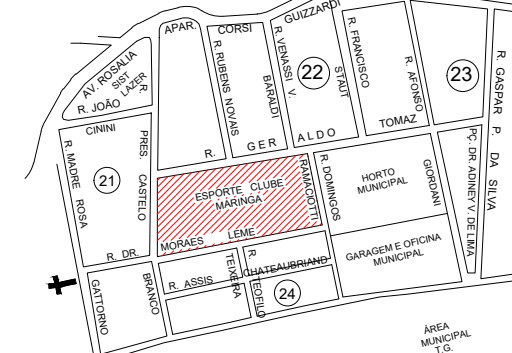 GUIZZARDI
APAR.
CORSI
R. RUBENS NOVAIS
BARALDI
R. VENASSI V.
22
STAUT
R. FRANCISCO
R. AFONSO
23
R. GASPAR P. DA SILVA
AV. ROSALIA
SIST
LAZER
R.
R. JOÃO
CININI
PRES. CASTELO
R. MADRE ROSA
21
R. GER ALDO
TOMAZ
ESPORTE CLUBE
MARINGA
RAMACIOTTI
R. DOMINGOS
HORTO
MUNICIPAL
GIORDANI
PÇ. DR. ADINEY V. DE LIMA
R. DR.
MORAES LEME
GARAGEM E OFICINA
MUNICIPAL
GATTORNO
BRANCO
R. ASSIS
CHATEAUBRIAND
TEIXEIRA
R. TEOFILO
24
ÁREA
MUNICIPAL
T.G.